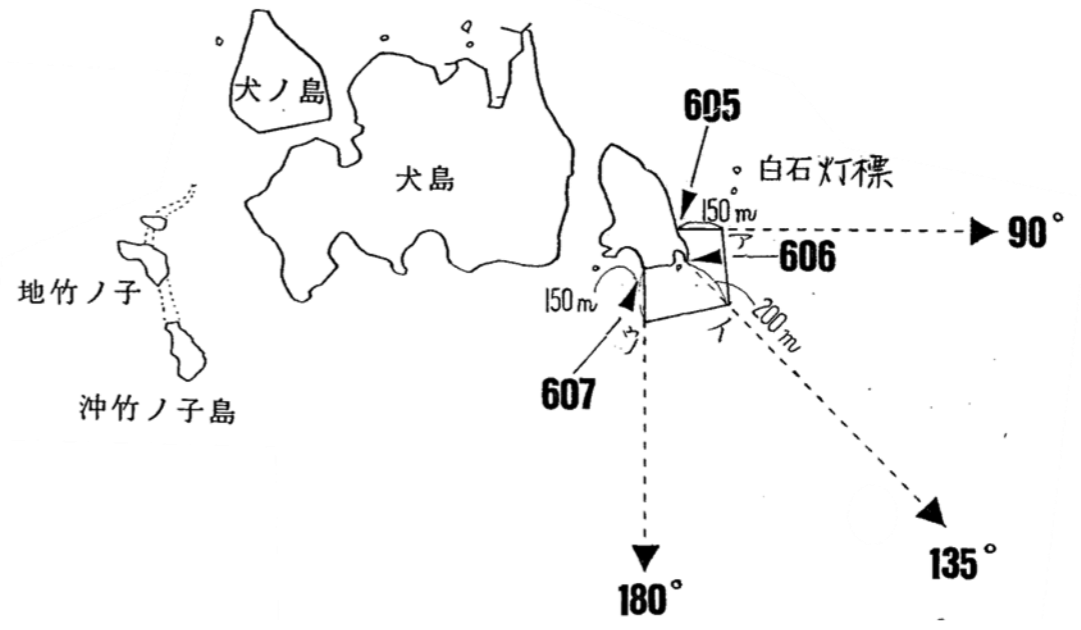 犬ノ島
605
犬島
白石灯標
150m
90°
ア
606
地竹ノ子
150m
200m
イ
ウ
607
沖竹ノ子島
135°
180°